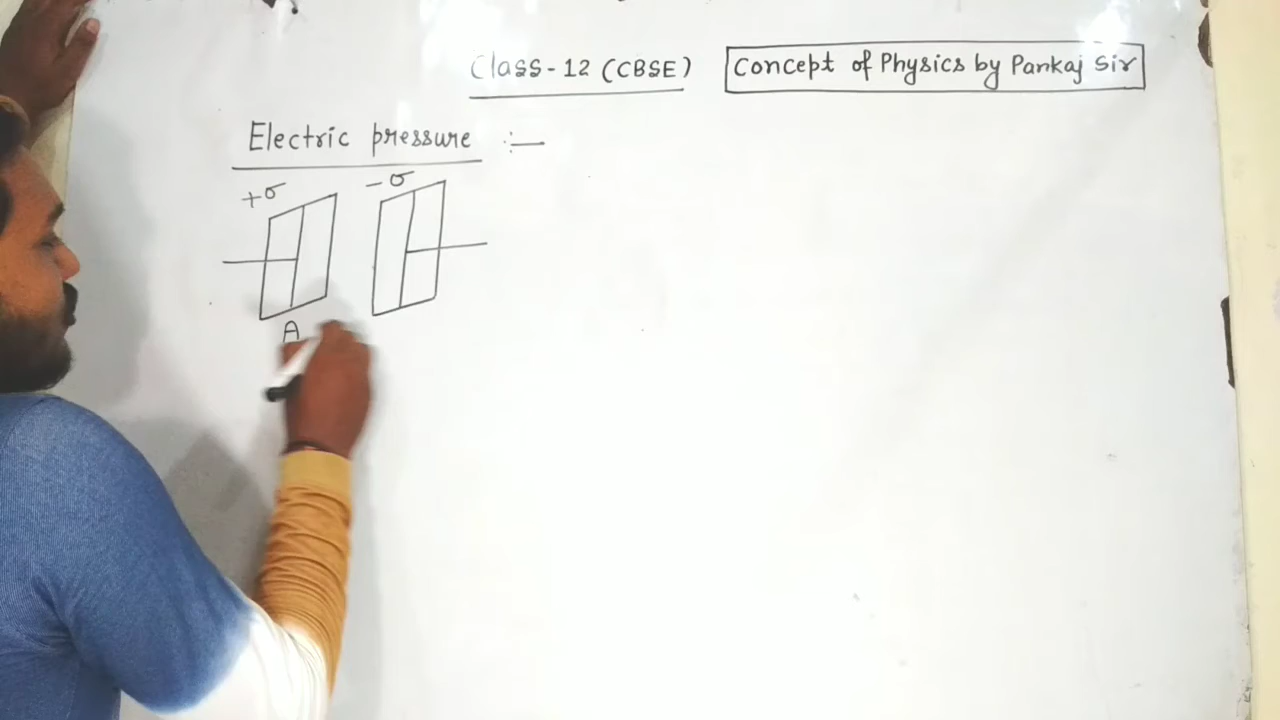 Class-12 (CBSE)
Concept of Physics by Pankaj Sir
Electric pressure :—
+σ
-σ
A